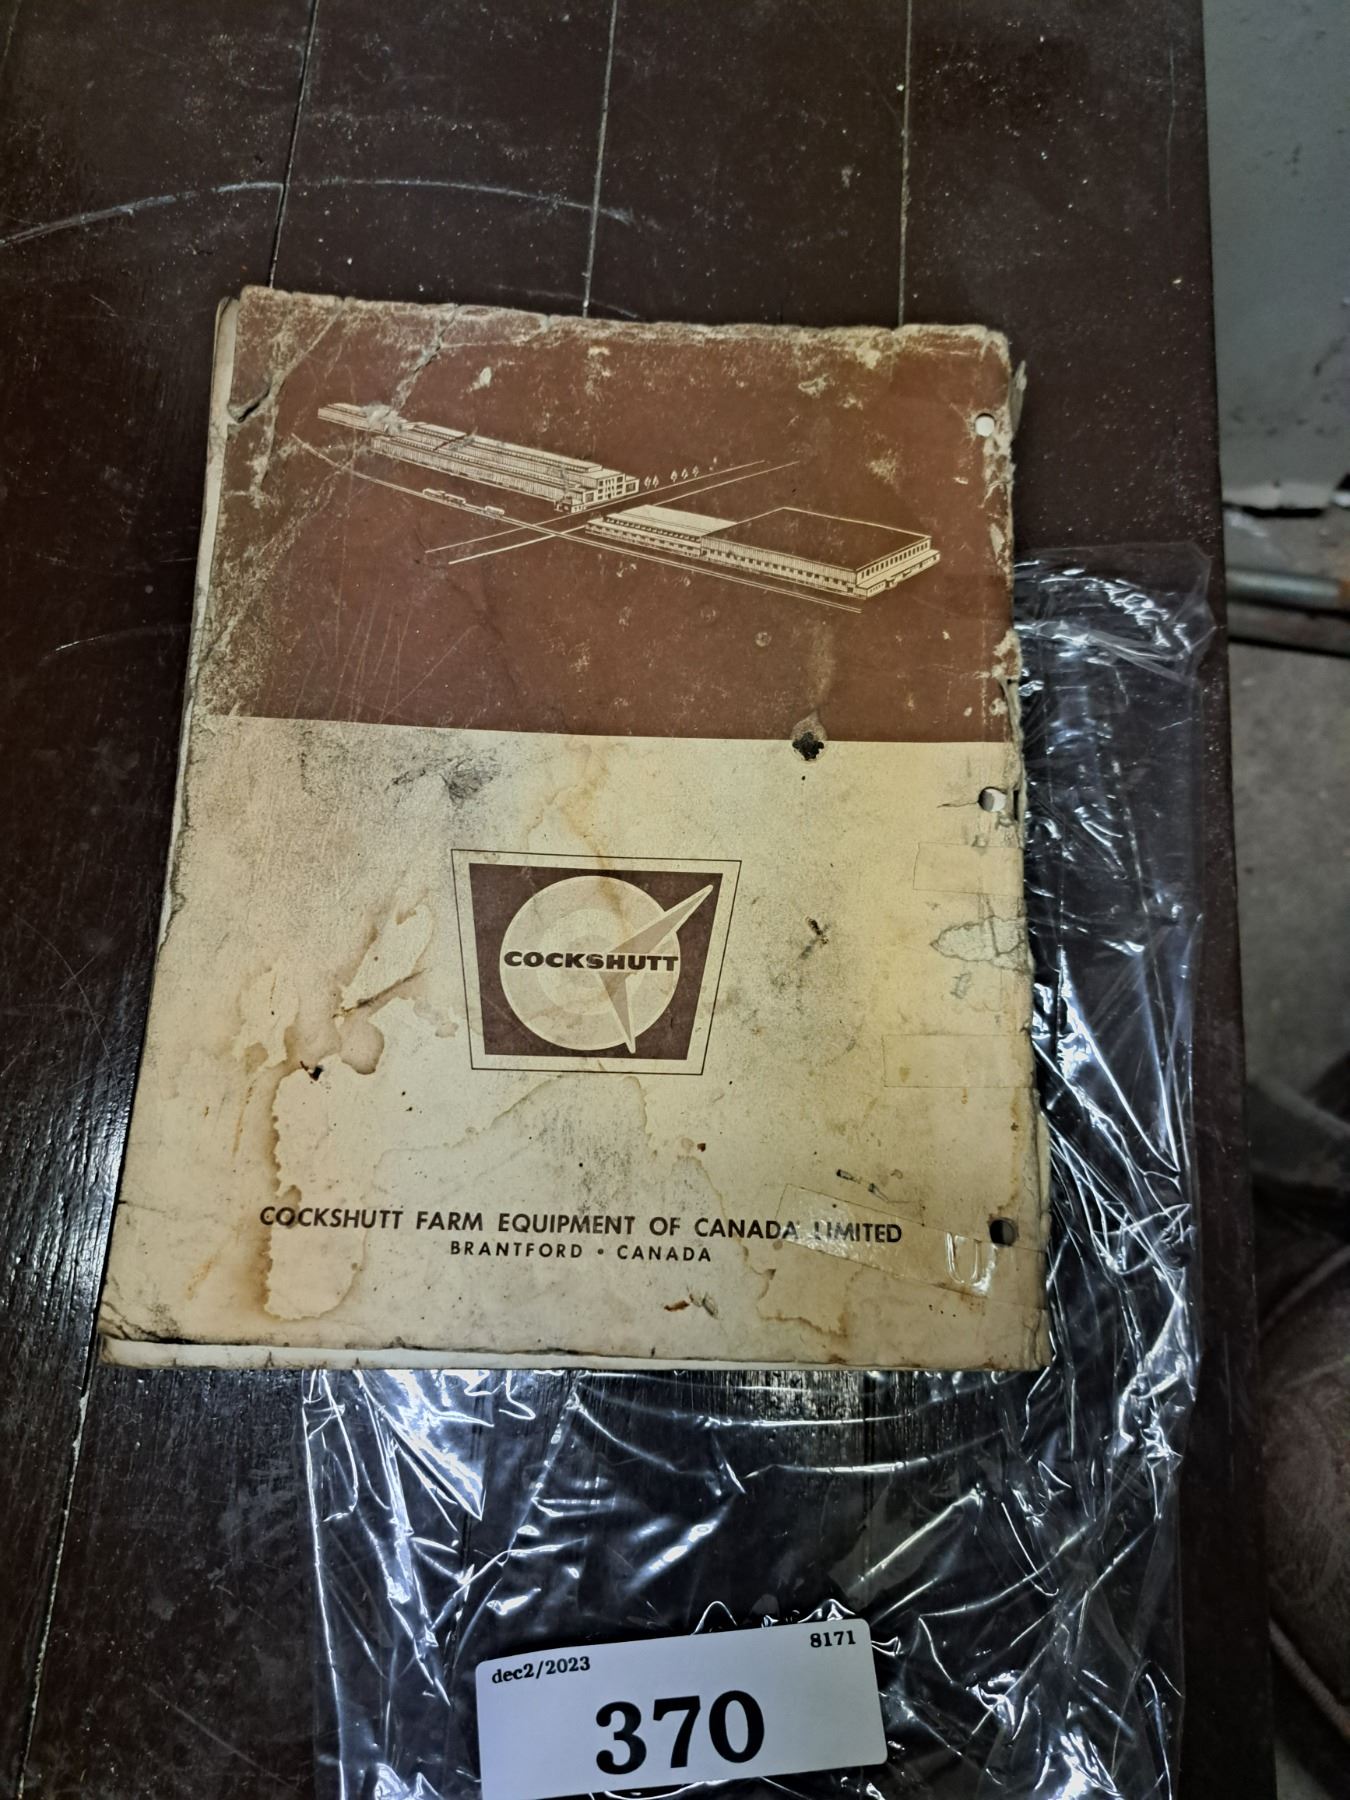 COCKSHUTT
COCKSHUTT FARM EQUIPMENT OF CANADA LIMITED
BRANTFORD • CANADA
dec2/2023
8171
370